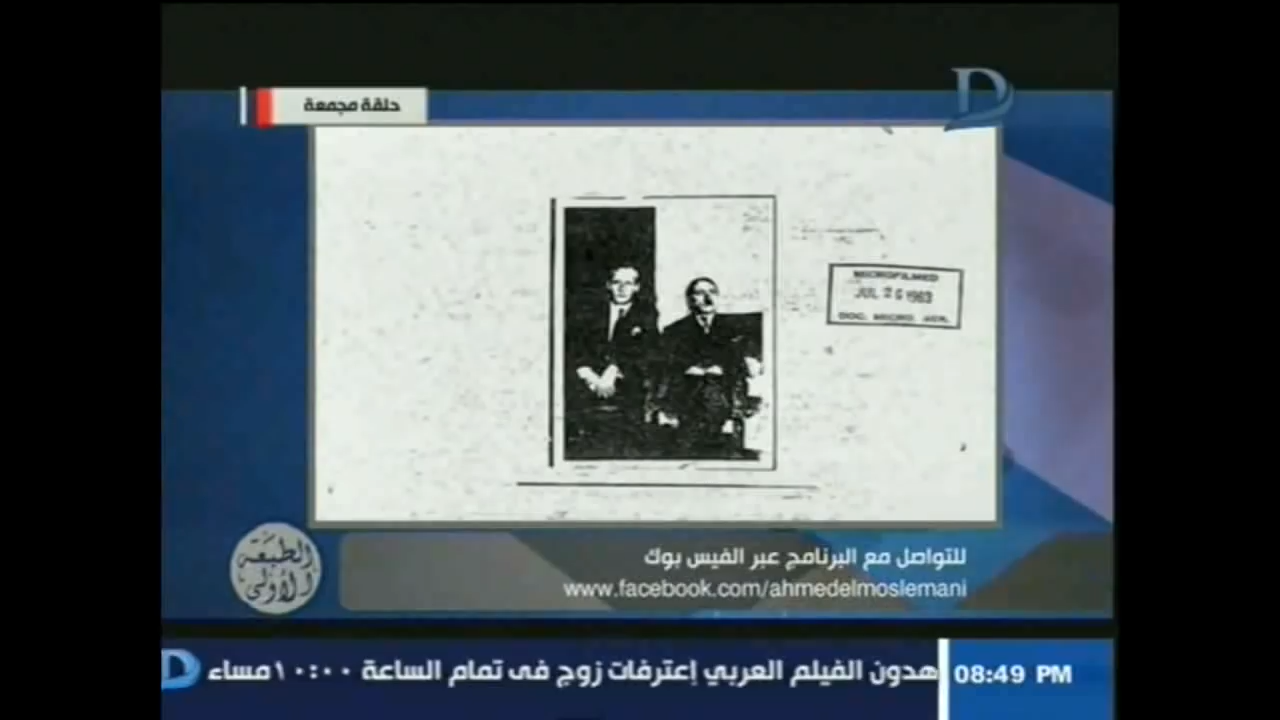 حلقة مجمعة
D
MICROFILMED
JUL 26 1963
DOC. MICRO. SER.
للتواصل مع البرنامج عبر الفيس بوك
www.facebook.com/ahmedelmoslemani
الطبعة
الأولى
هدون الفيلم العربي إعترفات زوج فى تمام الساعة ١٠:٠٠ مساء
08:49 PM